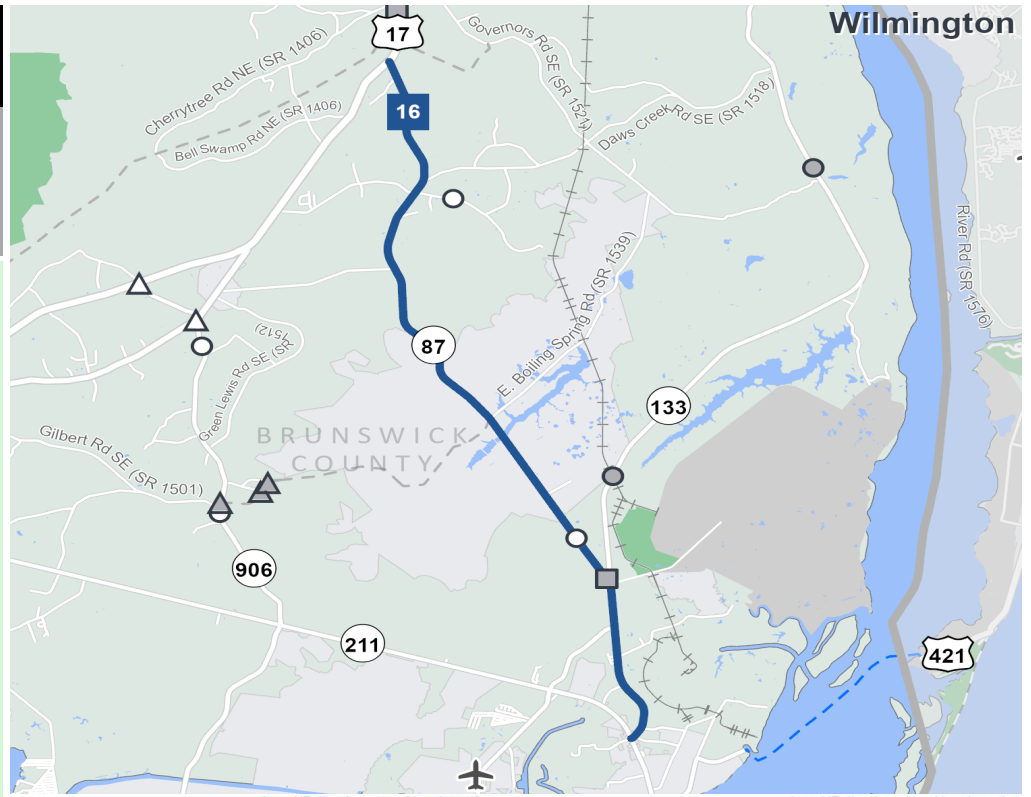 Wilmington
17
Governors Rd SE (SR 1521)
Cherrytree Rd NE (SR 1406)
16
Bell Swamp Rd NE (SR 1406)
Daws Creek Rd SE (SR 1518)
River Rd (SR 1576)
E. Boiling Spring Rd (SR 1539)
87
Green Lewis Rd SE (SR
1512)
133
BRUNSWICK
COUNTY
Gilbert Rd SE (SR 1501)
906
211
421